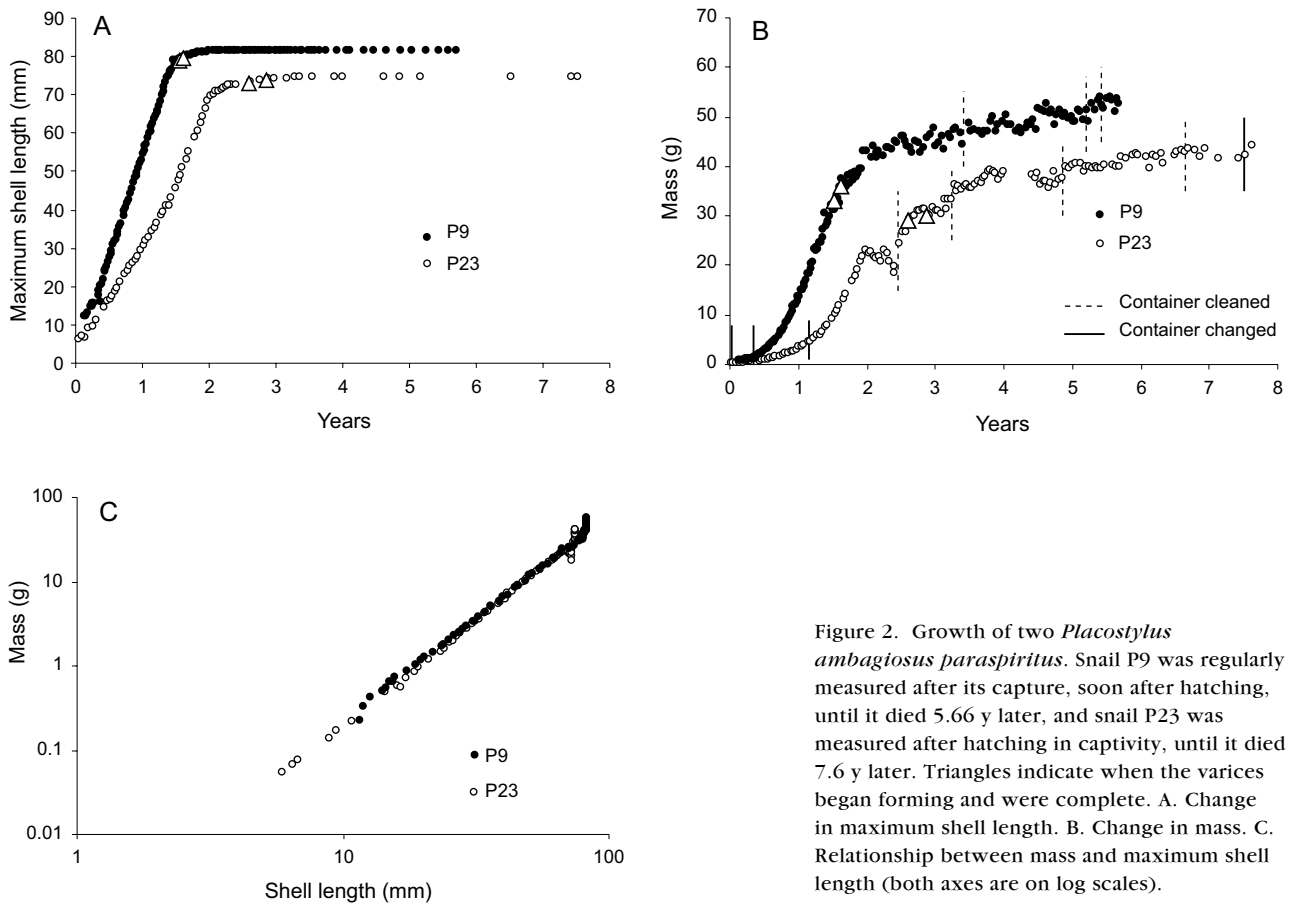 A
Maximum shell length (mm)
90
80
70
60
50
40
30
20
10
0
0 1 2 3 4 5 6 7 8
Years
P9
P23
B
Mass (g)
70
60
50
40
30
20
10
0
0 1 2 3 4 5 6 7 8
Years
P9
P23
Container cleaned
Container changed
C
Mass (g)
100
10
1
0.1
0.01
1 10 100
Shell length (mm)
P9
P23
Figure 2. Growth of two Placostylus
ambagiosus paraspiritus. Snail P9 was regularly
measured after its capture, soon after hatching,
until it died 5.66 y later, and snail P23 was
measured after hatching in captivity, until it died
7.6 y later. Triangles indicate when the varices
began forming and were complete. A. Change
in maximum shell length. B. Change in mass. C.
Relationship between mass and maximum shell
length (both axes are on log scales).